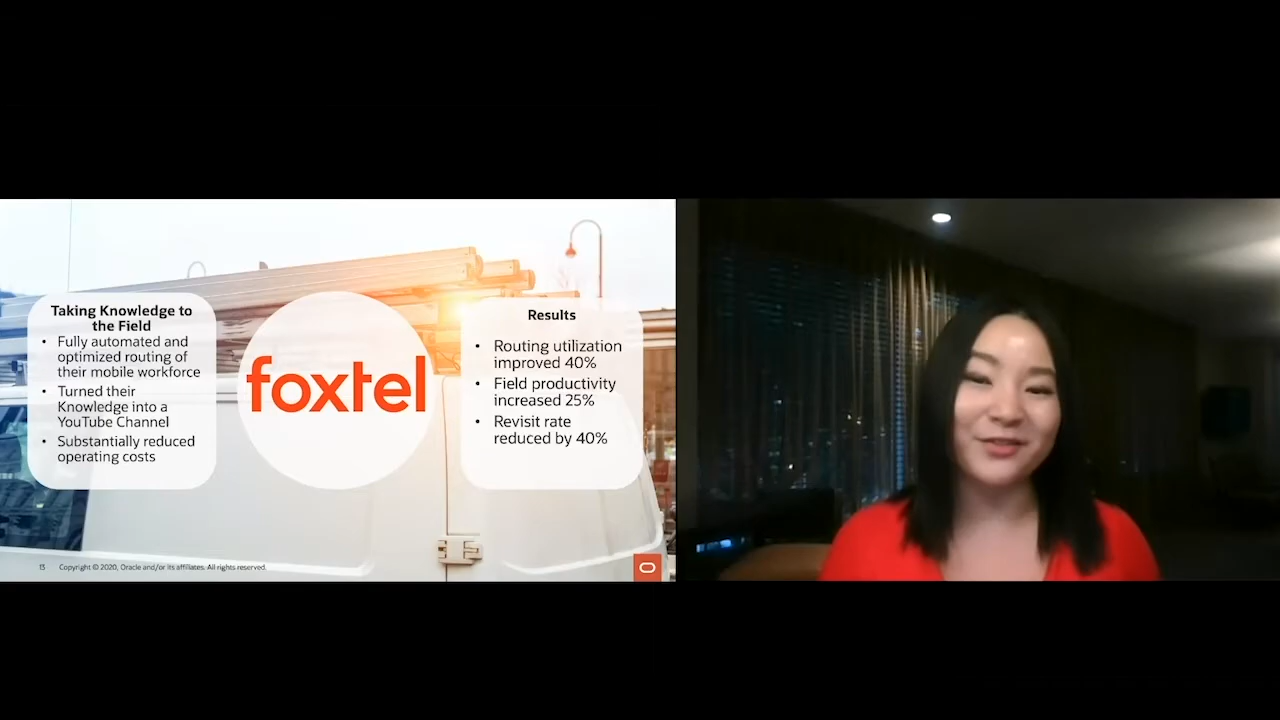 Taking Knowledge to
the Field
• Fully automated and
optimized routing of
their mobile workforce
• Turned their
Knowledge into a
YouTube Channel
• Substantially reduced
operating costs
foxtel
Results
• Routing utilization
improved 40%
• Field productivity
increased 25%
• Revisit rate
reduced by 40%
13 Copyright © 2020, Oracle and/or its affiliates. All rights reserved.